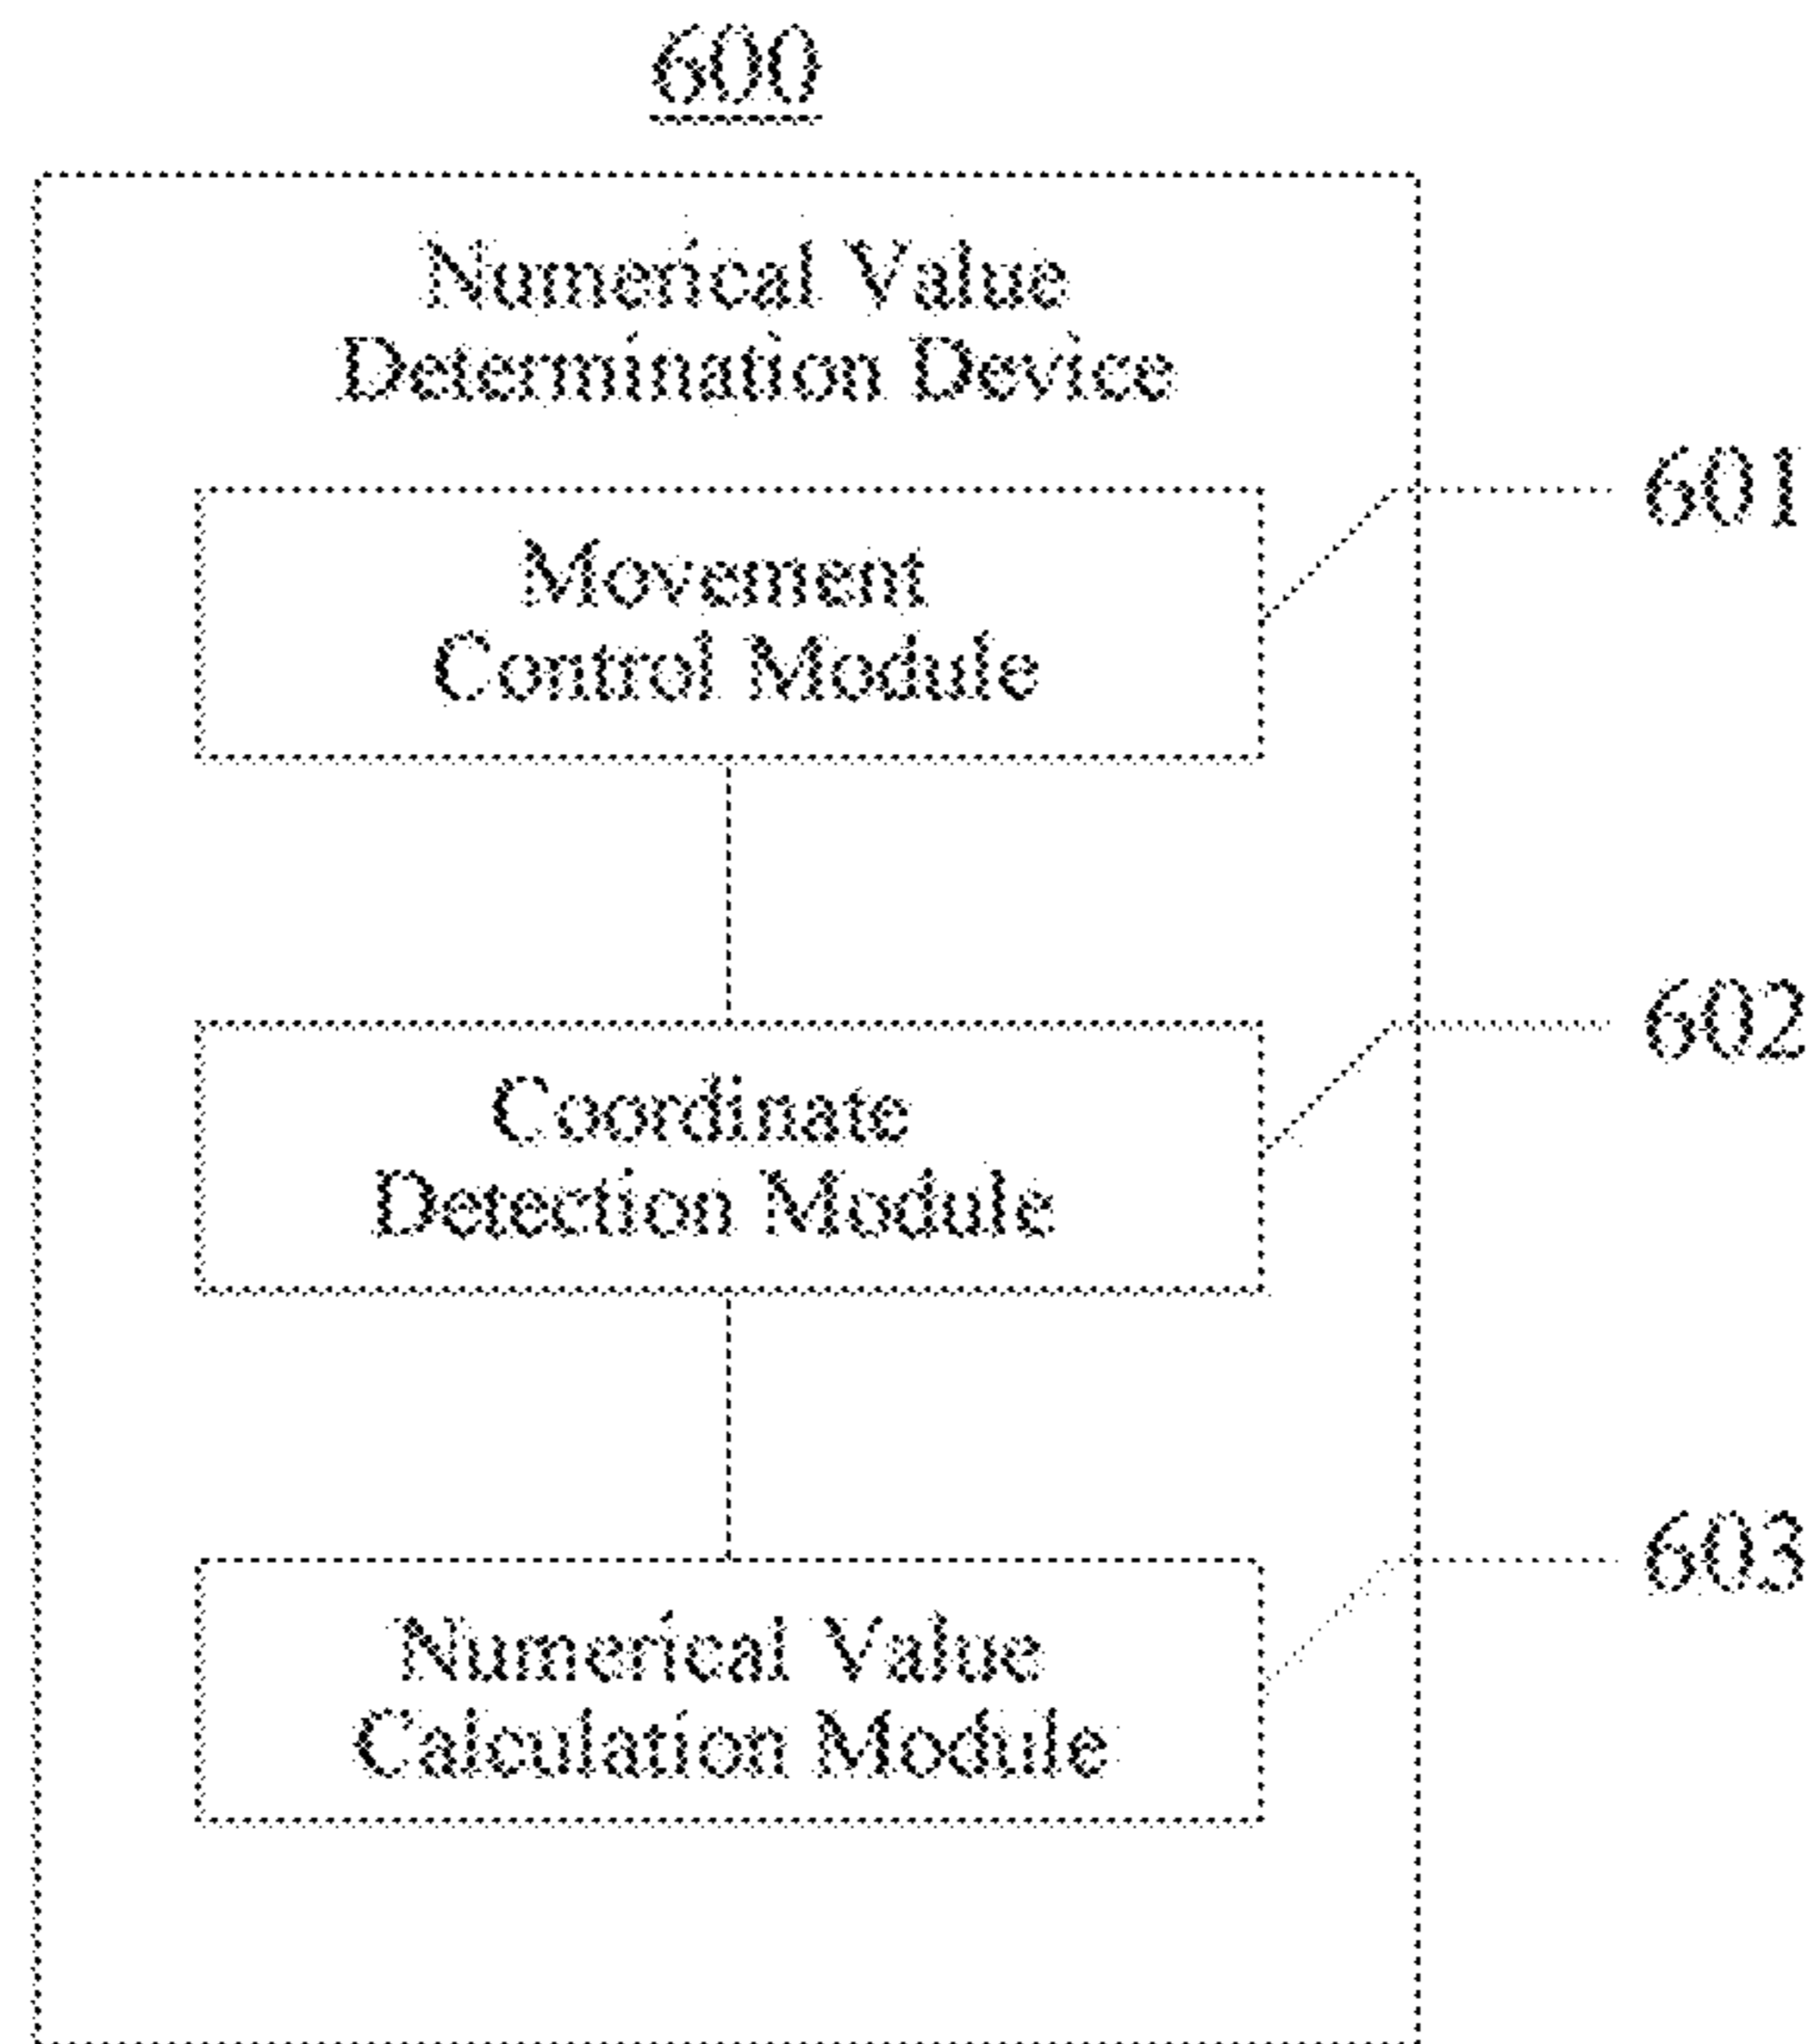 600
Numerical Value
Determination Device
601
Movement
Control Module
602
Coordinate
Detection Module
603
Numerical Value
Calculation Module